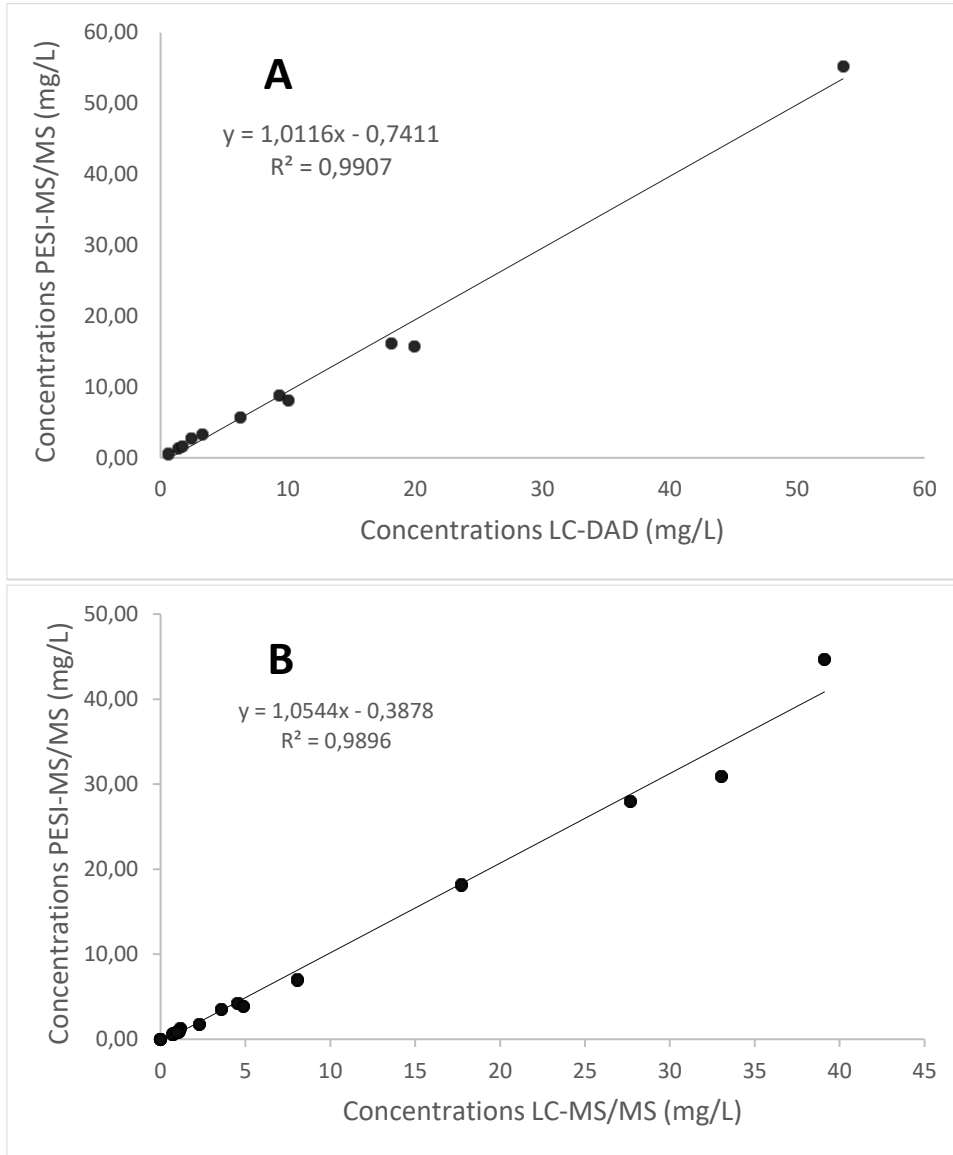 A
y = 1,0116x - 0,7411
R² = 0,9907
Concentrations PESI-MS/MS (mg/L)
60,00
50,00
40,00
30,00
20,00
10,00
0,00
0 10 20 30 40 50 60
Concentrations LC-DAD (mg/L)
B
y = 1,0544x - 0,3878
R² = 0,9896
Concentrations PESI-MS/MS (mg/L)
50,00
40,00
30,00
20,00
10,00
0,00
0 5 10 15 20 25 30 35 40 45
Concentrations LC-MS/MS (mg/L)